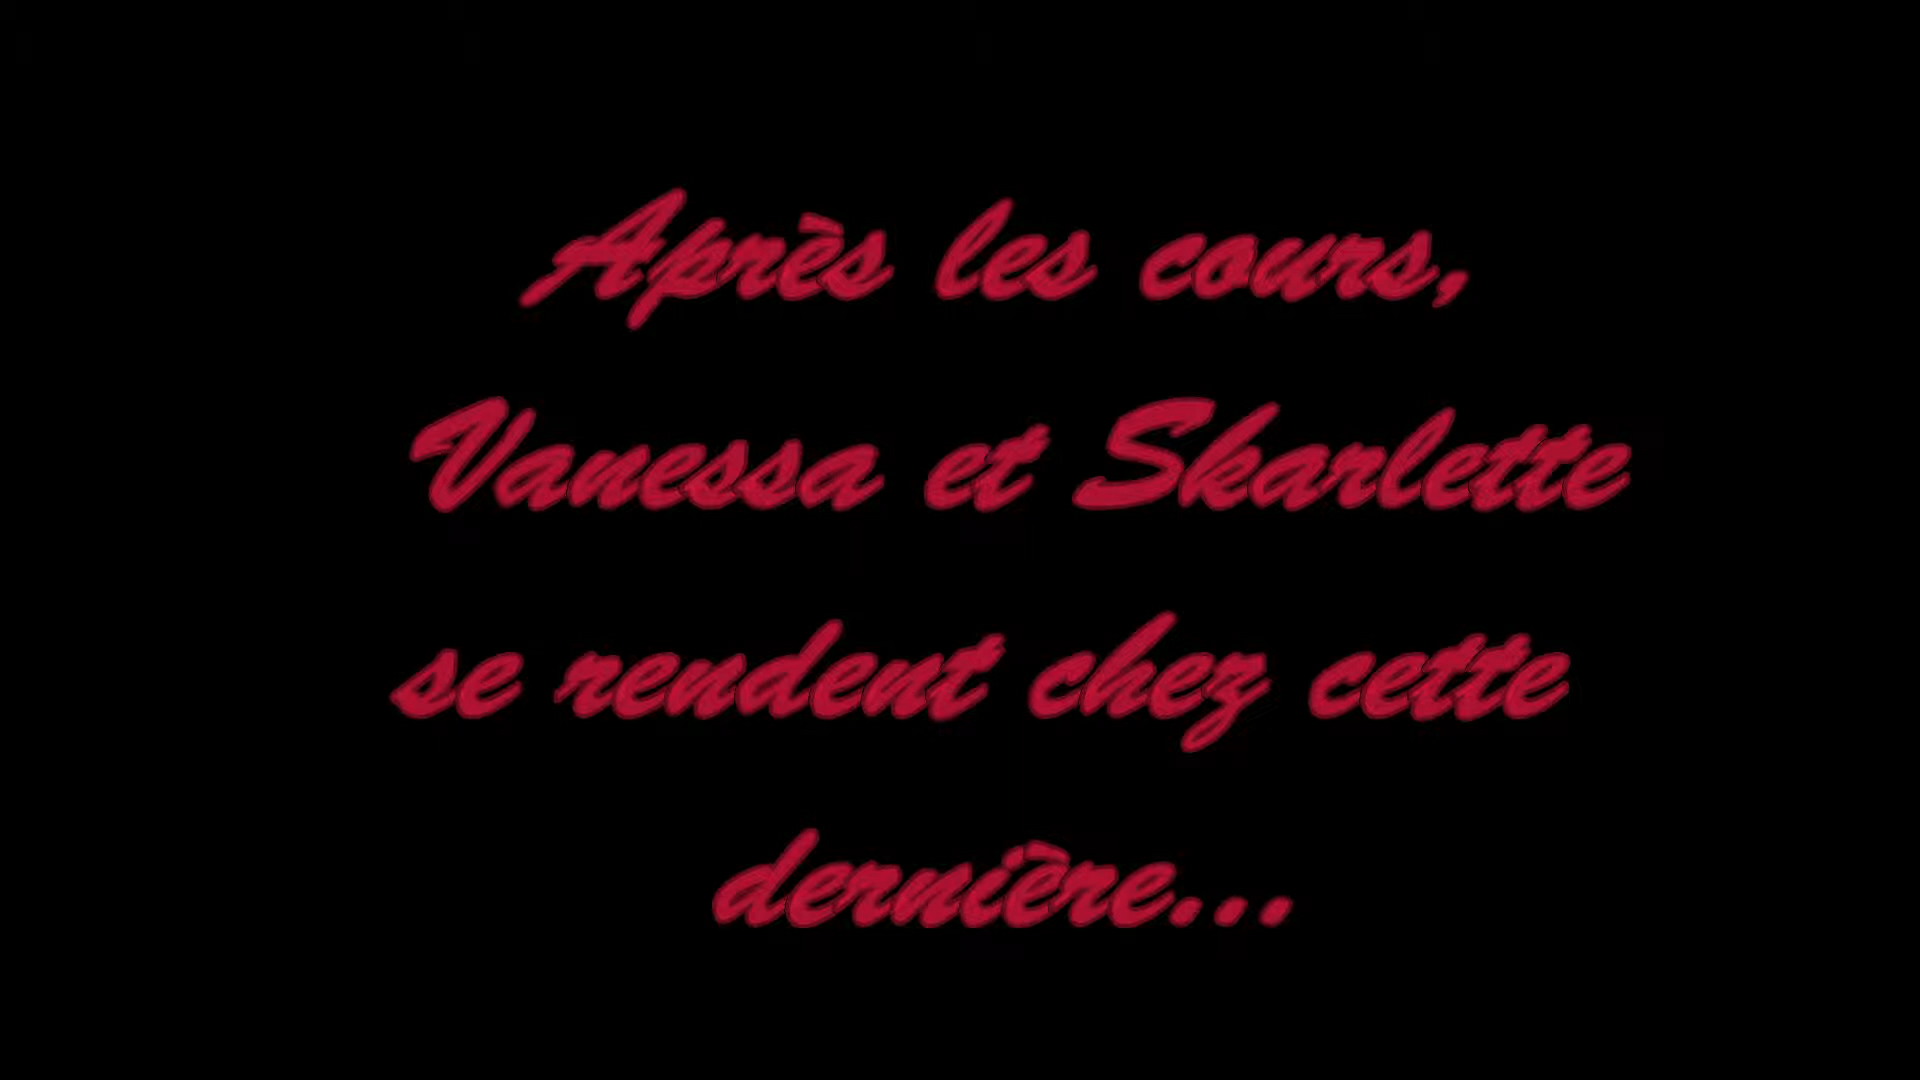 Après les cours,
Vanessa et Skarlette
se rendent chez cette
dernière...